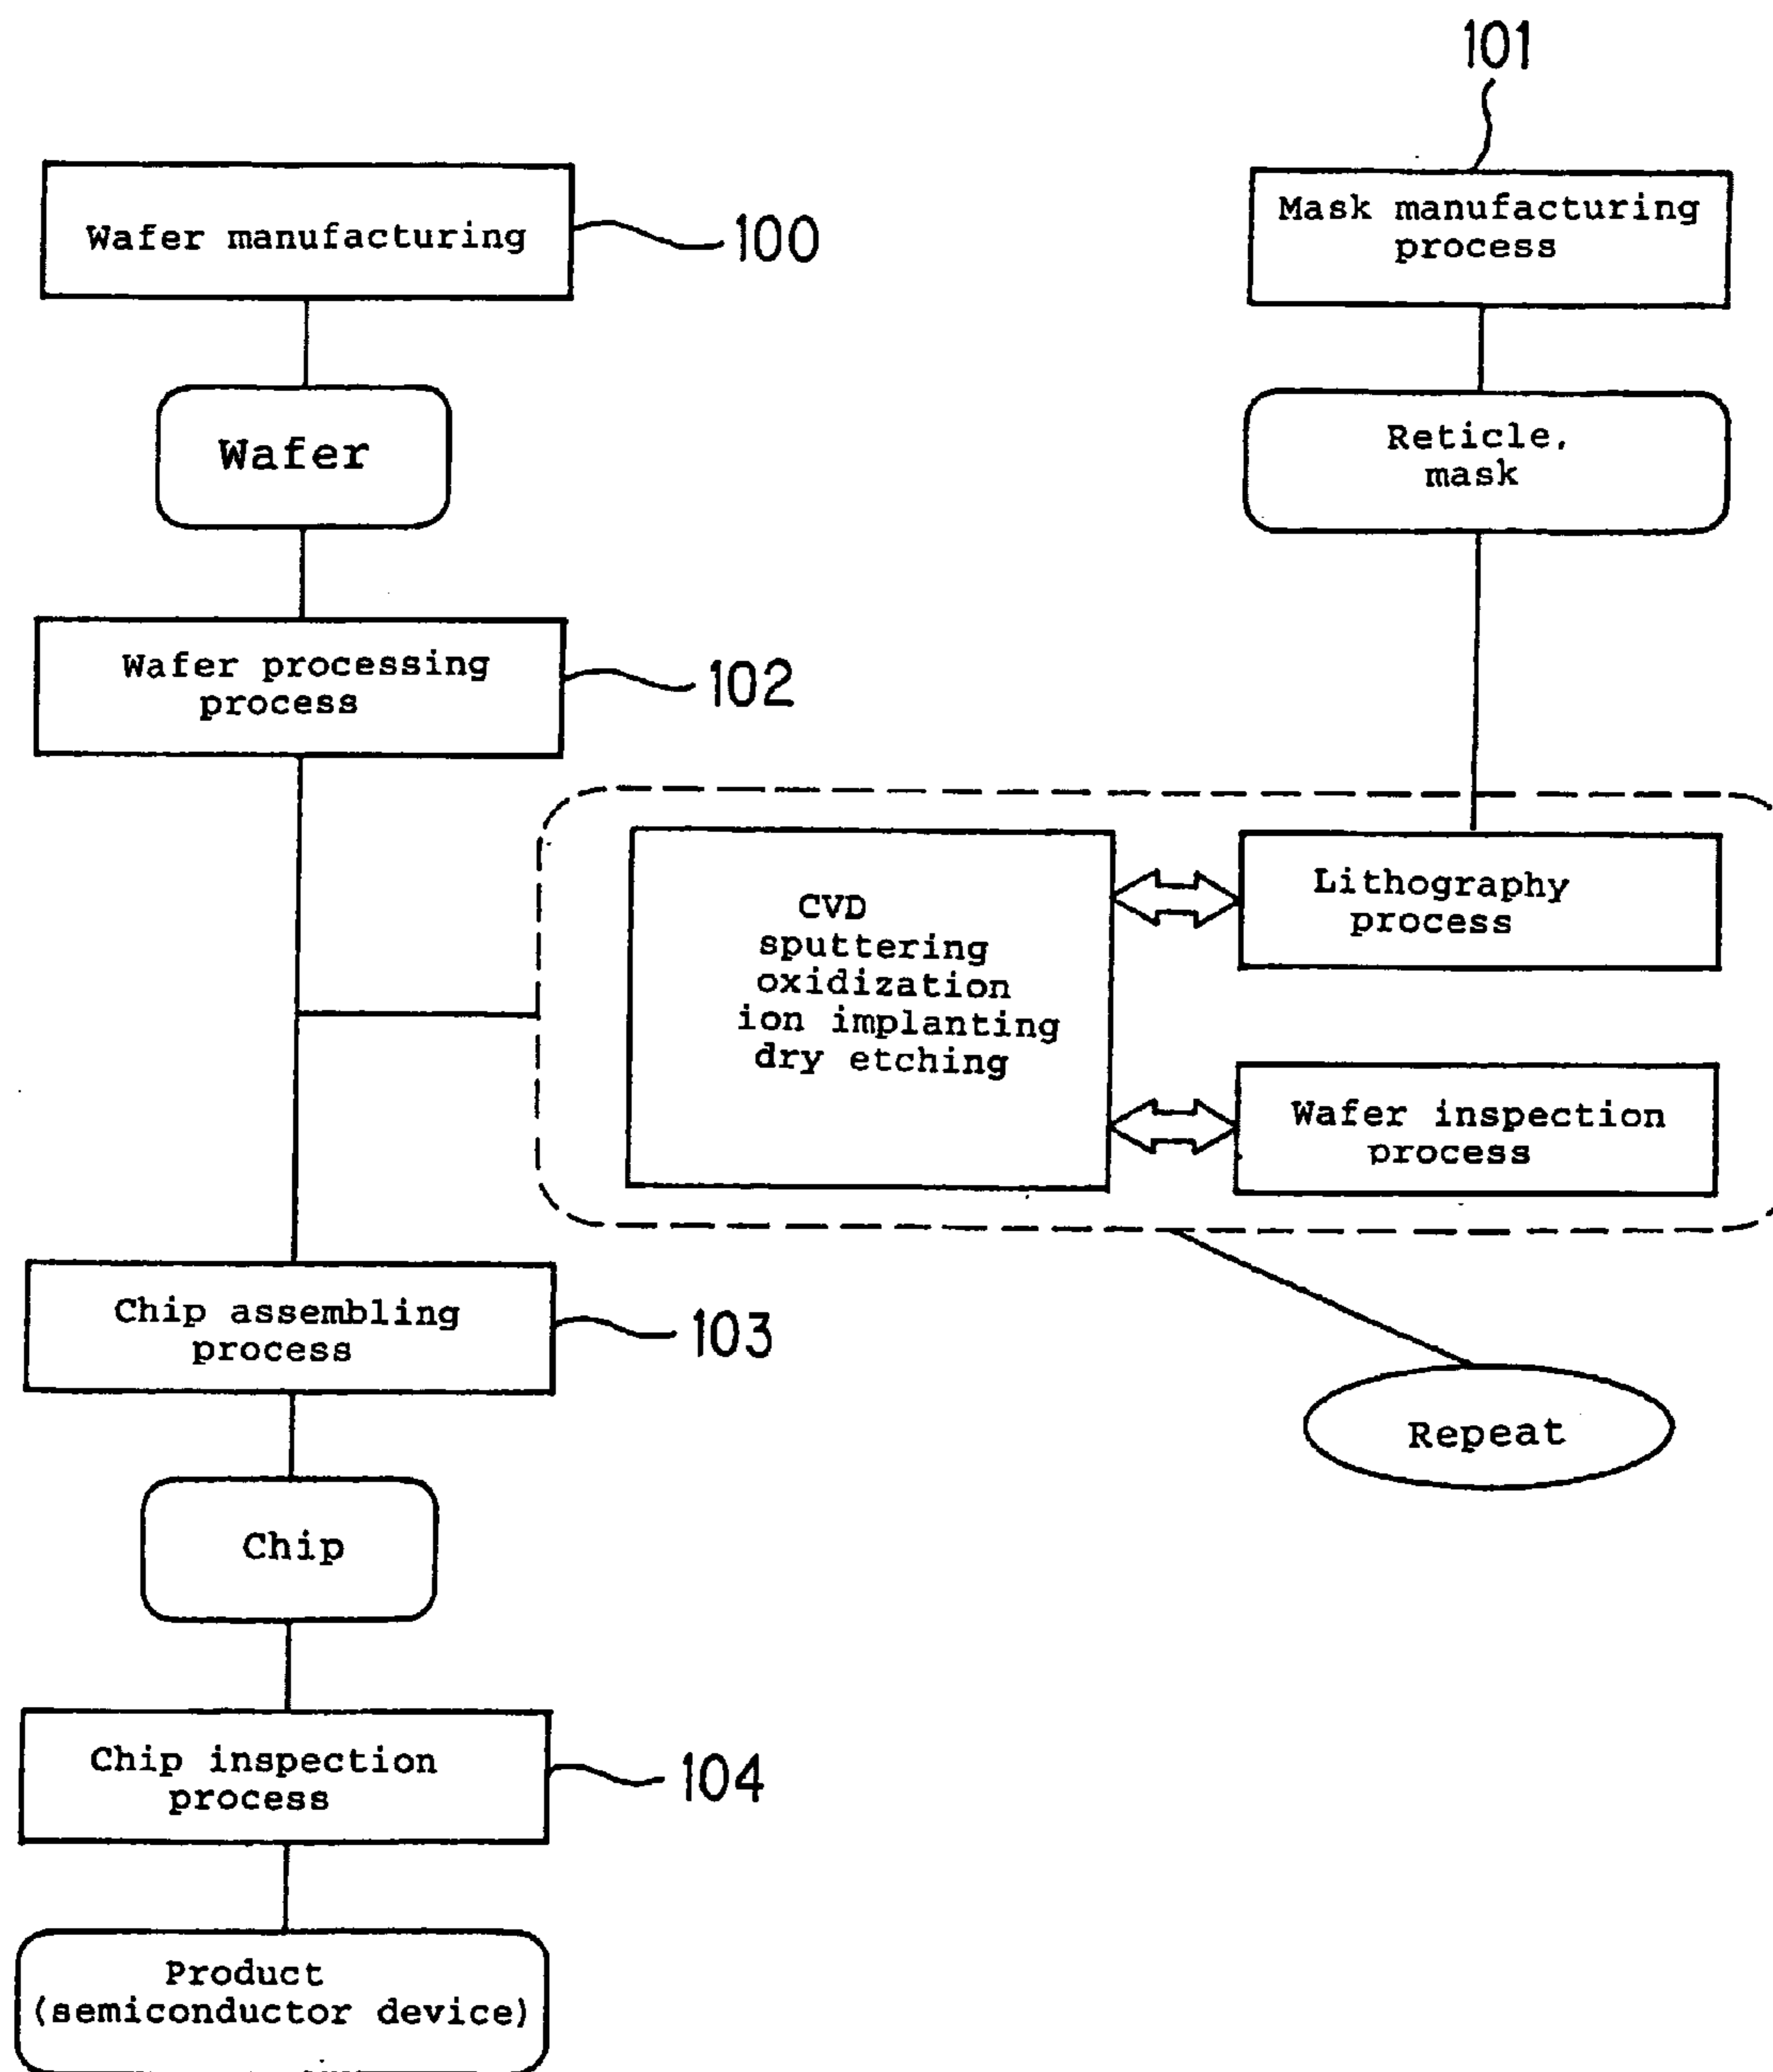 101
Wafer manufacturing
100
Mask manufacturing
process
Wafer
Reticle,
mask
Wafer processing
process
102
CVD
sputtering
oxidization
ion implanting
dry etching
Lithography
process
Wafer inspection
process
Chip assembling
process
103
Repeat
Chip
Chip inspection
process
104
Product
(semiconductor device)